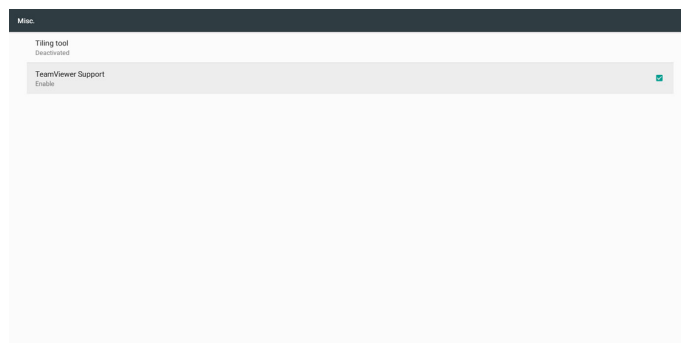 Misc.
Tiling tool
Deactivated
TeamViewer Support
Enable